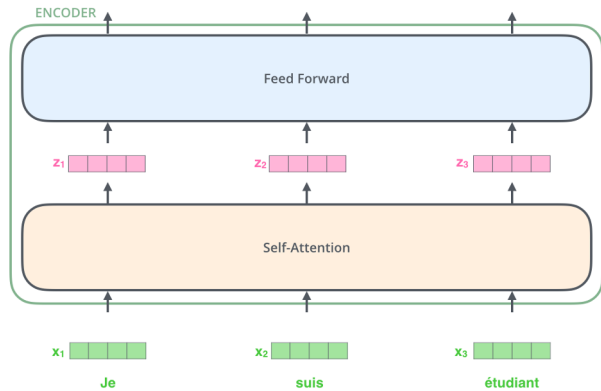 ENCODER
Feed Forward
z₁ z₂ z₃
Self-Attention
x₁ x₂ x₃
Je suis étudiant